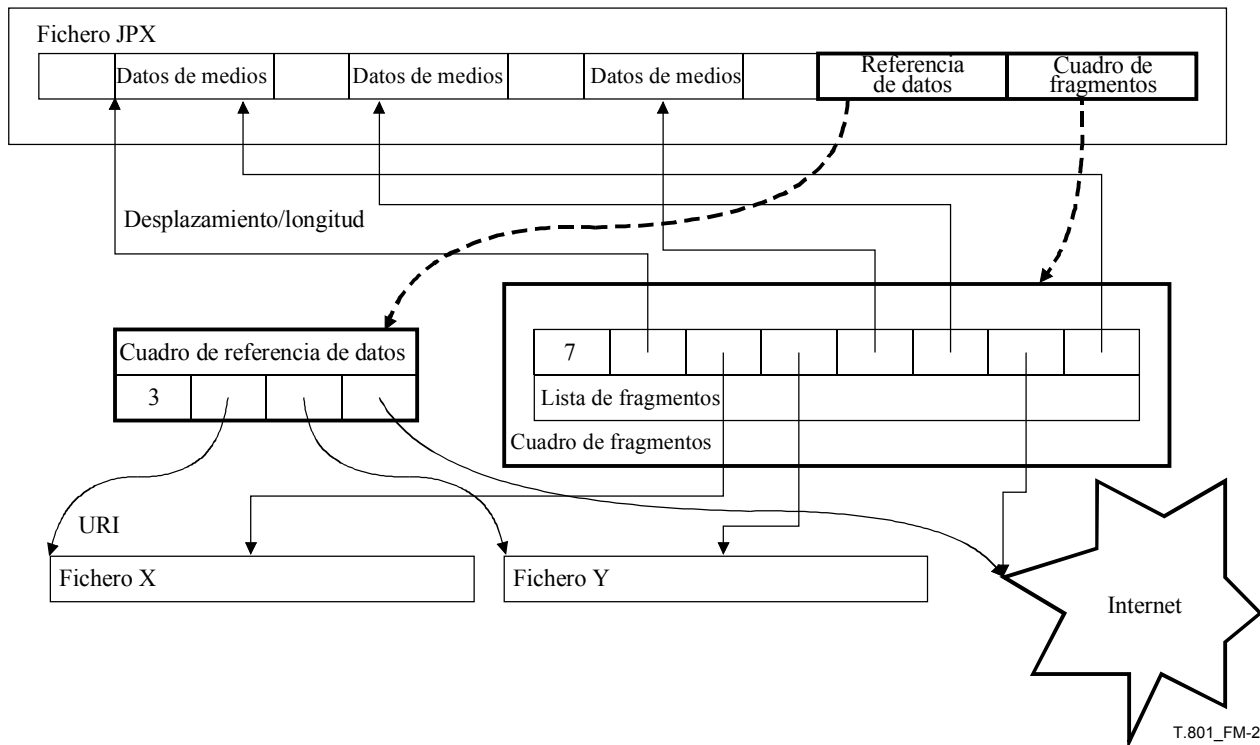 Fichero JPX
Datos de medios
Datos de medios
Datos de medios
Referencia
de datos
Cuadro de
fragmentos
Desplazamiento/longitud
Cuadro de referencia de datos
3
7
Lista de fragmentos
Cuadro de fragmentos
URI
Fichero X
Fichero Y
Internet
T.801_FM-2